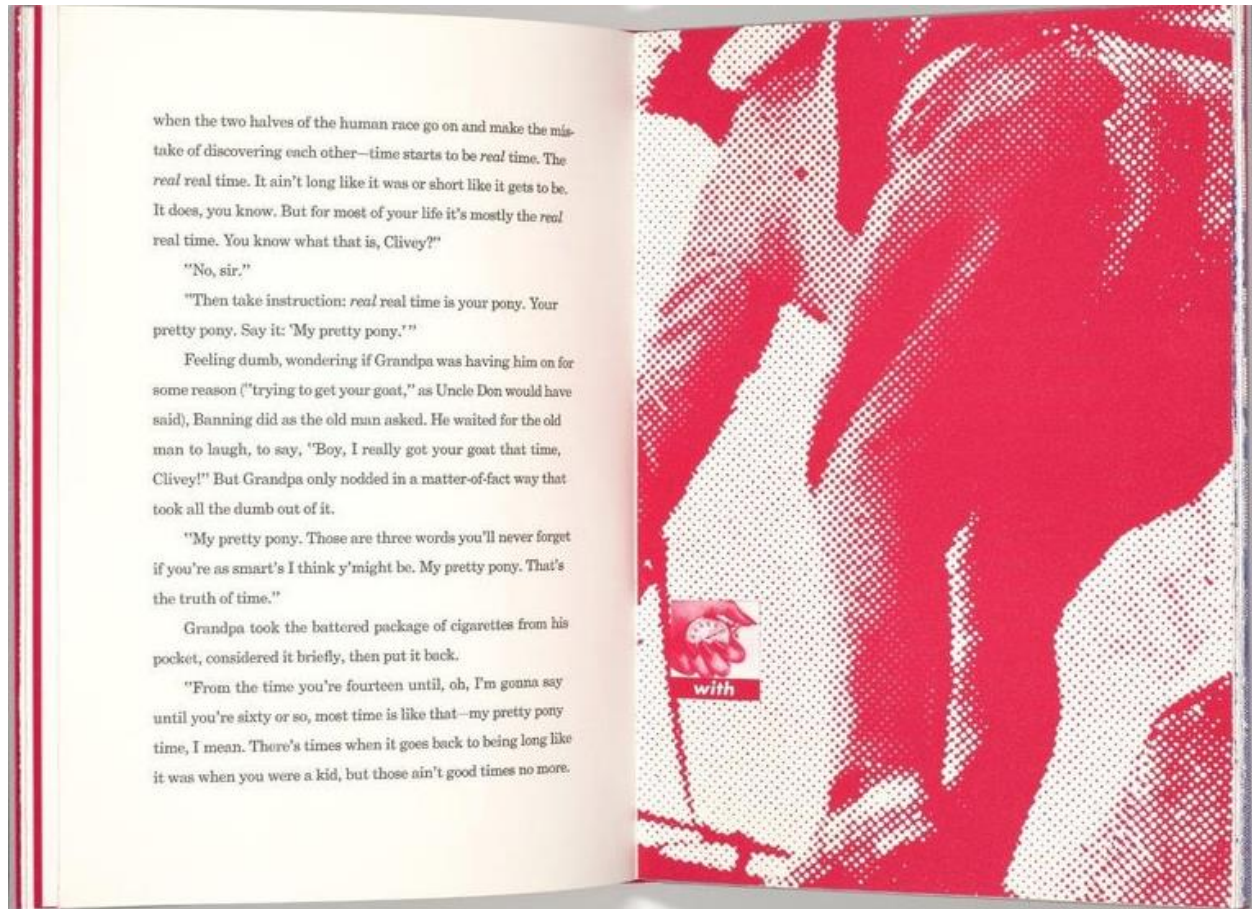 when the two halves of the human race go on and make the mis-
take of discovering each other—time starts to be real time. The
real real time. It ain't long like it was or short like it gets to be.
It does, you know. But for most of your life it's mostly the real
real time. You know what that is, Clivey?"
"No, sir."
"Then take instruction: real real time is your pony. Your
pretty pony. Say it: 'My pretty pony.'"
Feeling dumb, wondering if Grandpa was having him on for
some reason ("trying to get your goat," as Uncle Don would have
said), Banning did as the old man asked. He waited for the old
man to laugh, to say, "Boy, I really got your goat that time,
Clivey!" But Grandpa only nodded in a matter-of-fact way that
took all the dumb out of it.
"My pretty pony. Those are three words you'll never forget
if you're as smart's I think y'might be. My pretty pony. That's
the truth of time."
Grandpa took the battered package of cigarettes from his
pocket, considered it briefly, then put it back.
"From the time you're fourteen until, oh, I'm gonna say
until you're sixty or so, most time is like that—my pretty pony
time, I mean. There's times when it goes back to being long like
it was when you were a kid, but those ain't good times no more.
with